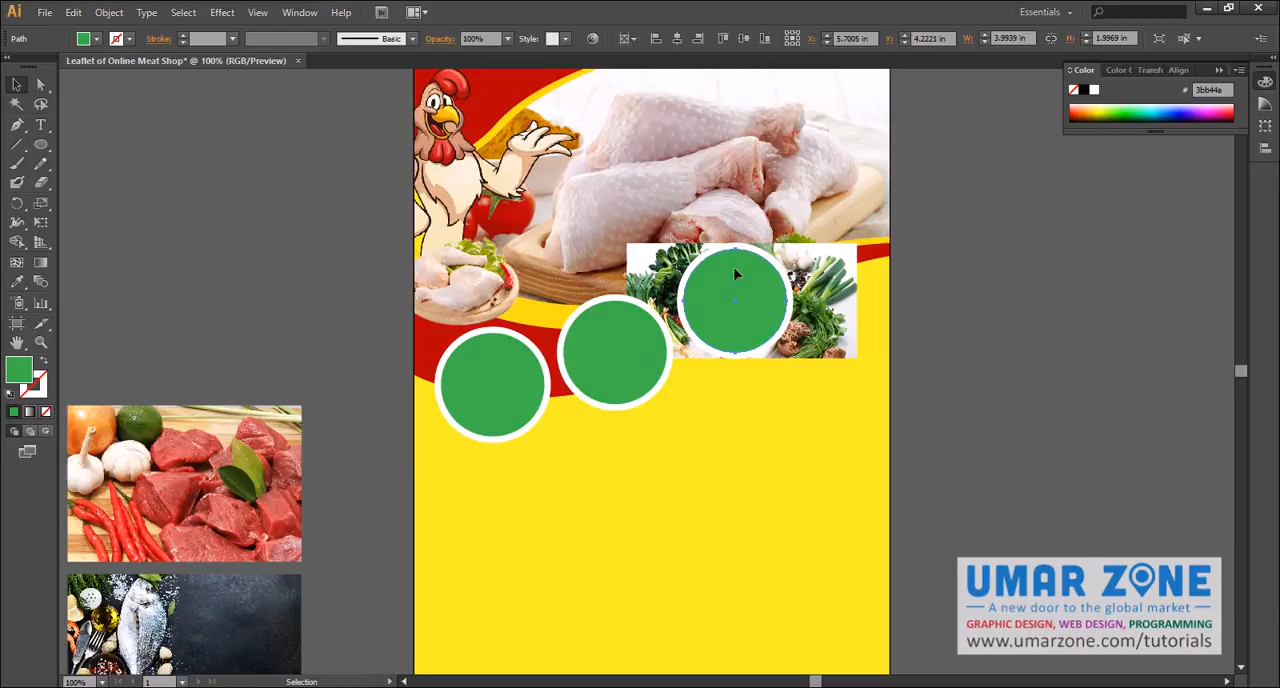 Ai File Edit Object Type Select Effect View Window Help Br Essentials
Path Stroke: Basic Opacity: 100% Style: X: 5.7005 in Y: 4.2221 in W: 3.9939 in H: 1.9969 in
Leaflet of Online Meat Shop* @ 100% (RGB/Preview) ×
Color Color Transfo Align
# 3bb44a
UMAR ZONE
A new door to the global market
GRAPHIC DESIGN, WEB DESIGN, PROGRAMMING
www.umarzone.com/tutorials
100% 1 Selection